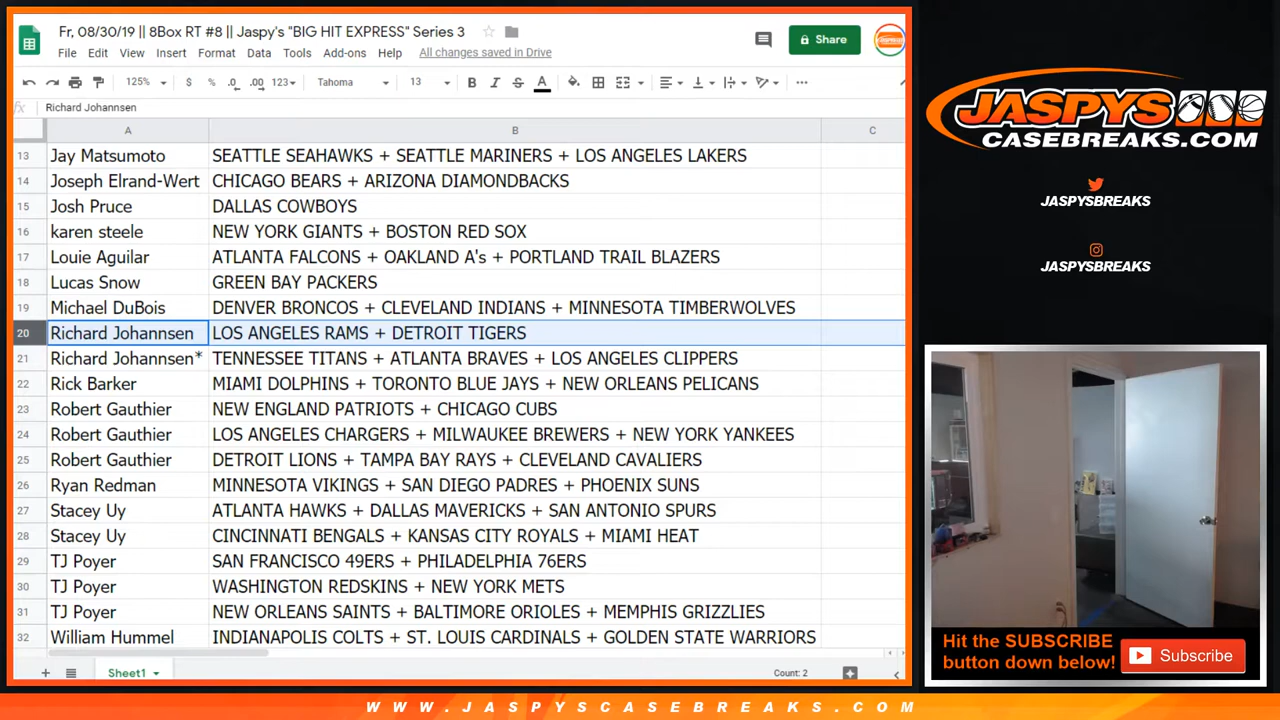 Fr, 08/30/19 || 8Box RT #8 || Jaspy's "BIG HIT EXPRESS" Series 3
Share
File Edit View Insert Format Data Tools Add-ons Help All changes saved in Drive
125% $ % .0 .00 123 Tahoma 13 B I S A
fx Richard Johannsen
A B C
13 Jay Matsumoto SEATTLE SEAHAWKS + SEATTLE MARINERS + LOS ANGELES LAKERS
14 Joseph Elrand-Wert CHICAGO BEARS + ARIZONA DIAMONDBACKS
15 Josh Pruce DALLAS COWBOYS
16 karen steele NEW YORK GIANTS + BOSTON RED SOX
17 Louie Aguilar ATLANTA FALCONS + OAKLAND A's + PORTLAND TRAIL BLAZERS
18 Lucas Snow GREEN BAY PACKERS
19 Michael DuBois DENVER BRONCOS + CLEVELAND INDIANS + MINNESOTA TIMBERWOLVES
20 Richard Johannsen LOS ANGELES RAMS + DETROIT TIGERS
21 Richard Johannsen* TENNESSEE TITANS + ATLANTA BRAVES + LOS ANGELES CLIPPERS
22 Rick Barker MIAMI DOLPHINS + TORONTO BLUE JAYS + NEW ORLEANS PELICANS
23 Robert Gauthier NEW ENGLAND PATRIOTS + CHICAGO CUBS
24 Robert Gauthier LOS ANGELES CHARGERS + MILWAUKEE BREWERS + NEW YORK YANKEES
25 Robert Gauthier DETROIT LIONS + TAMPA BAY RAYS + CLEVELAND CAVALIERS
26 Ryan Redman MINNESOTA VIKINGS + SAN DIEGO PADRES + PHOENIX SUNS
27 Stacey Uy ATLANTA HAWKS + DALLAS MAVERICKS + SAN ANTONIO SPURS
28 Stacey Uy CINCINNATI BENGALS + KANSAS CITY ROYALS + MIAMI HEAT
29 TJ Poyer SAN FRANCISCO 49ERS + PHILADELPHIA 76ERS
30 TJ Poyer WASHINGTON REDSKINS + NEW YORK METS
31 TJ Poyer NEW ORLEANS SAINTS + BALTIMORE ORIOLES + MEMPHIS GRIZZLIES
32 William Hummel INDIANAPOLIS COLTS + ST. LOUIS CARDINALS + GOLDEN STATE WARRIORS
Sheet1 Count: 2
JASPYS
CASEBREAKS.COM
JASPYSBREAKS
JASPYSBREAKS
Hit the SUBSCRIBE
button down below!
Subscribe
WWW.JASPYSCASEBREAKS.COM